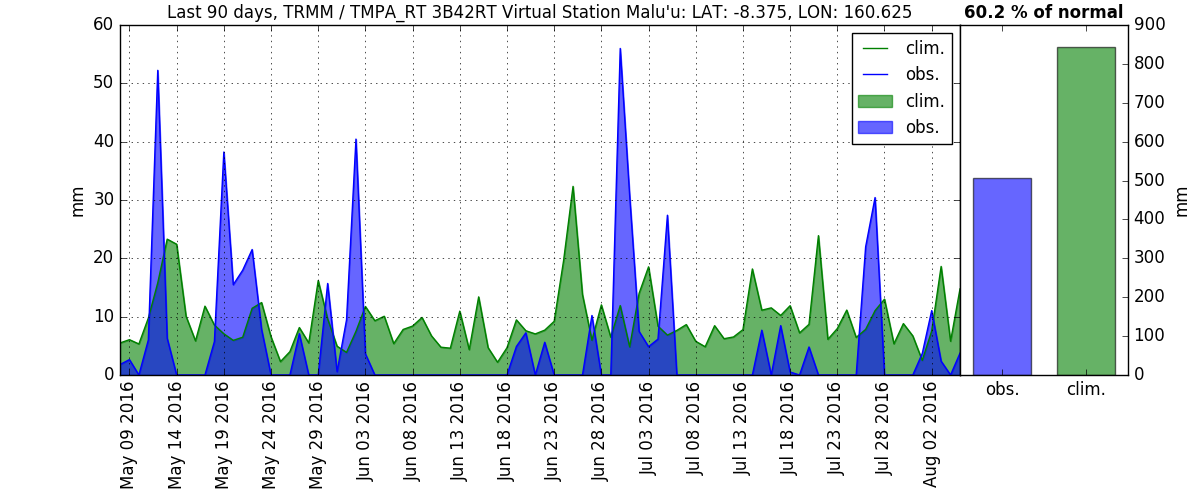 Last 90 days, TRMM / TMPA_RT 3B42RT Virtual Station Malu'u: LAT: -8.375, LON: 160.625
60.2 % of normal
60
50
40
30
20
10
0
mm
clim.
obs.
clim.
obs.
900
800
700
600
500
400
300
200
100
0
mm
obs.
clim.
May 09 2016
May 14 2016
May 19 2016
May 24 2016
May 29 2016
Jun 03 2016
Jun 08 2016
Jun 13 2016
Jun 18 2016
Jun 23 2016
Jun 28 2016
Jul 03 2016
Jul 08 2016
Jul 13 2016
Jul 18 2016
Jul 23 2016
Jul 28 2016
Aug 02 2016